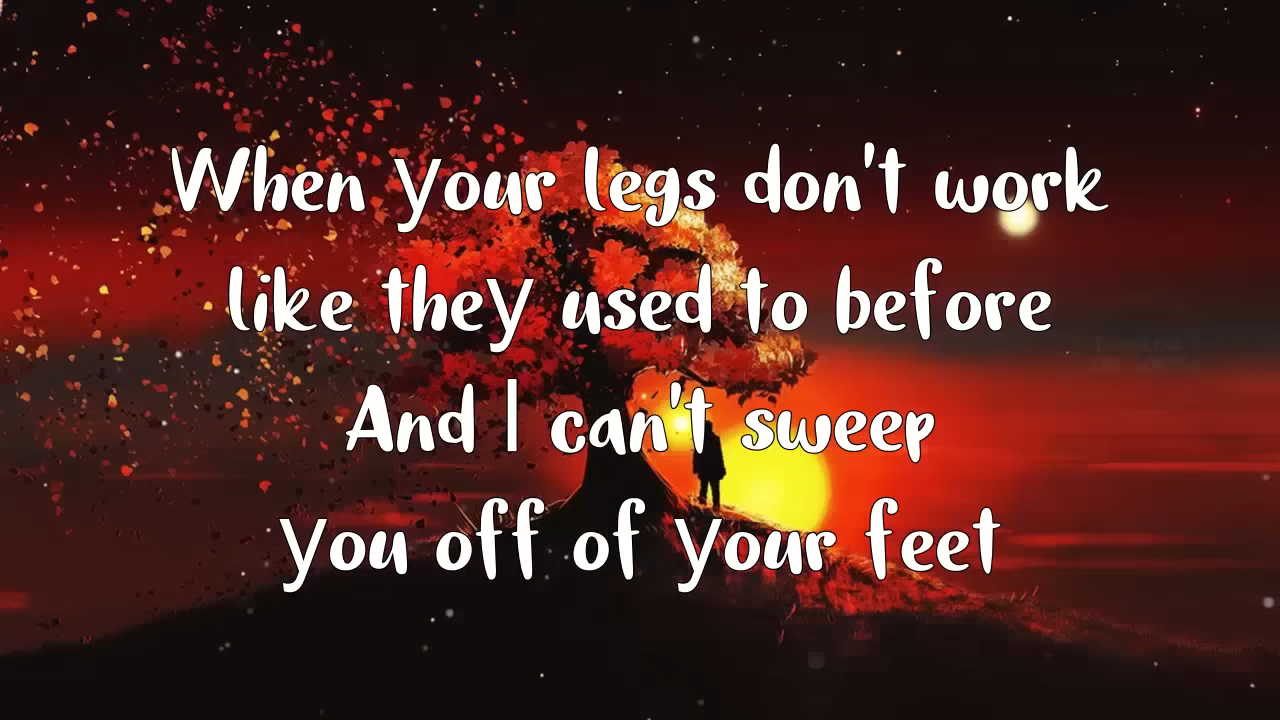 When your legs don't work
like they used to before
And I can't sweep
you off of your feet